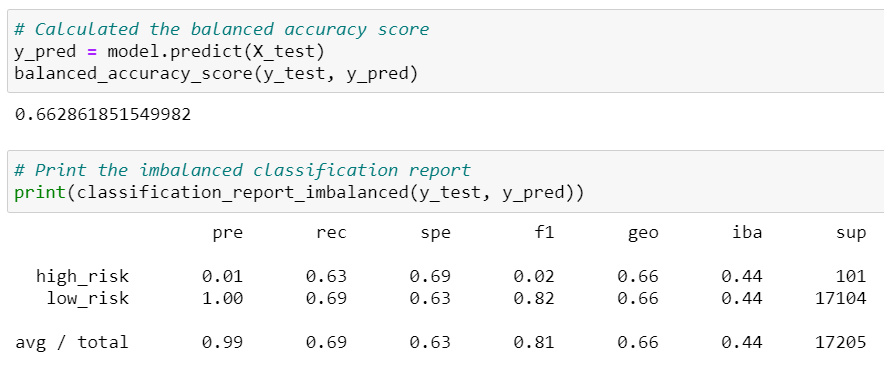 # Calculated the balanced accuracy score
y_pred = model.predict(X_test)
balanced_accuracy_score(y_test, y_pred)
0.662861851549982
# Print the imbalanced classification report
print(classification_report_imbalanced(y_test, y_pred))
pre rec spe f1 geo iba sup
high_risk 0.01 0.63 0.69 0.02 0.66 0.44 101
low_risk 1.00 0.69 0.63 0.82 0.66 0.44 17104
avg / total 0.99 0.69 0.63 0.81 0.66 0.44 17205